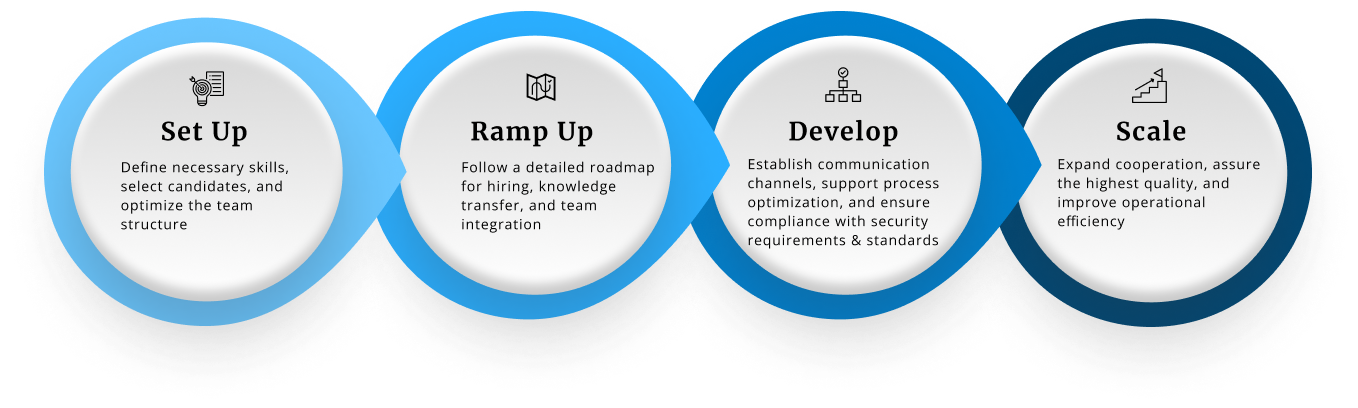 Set Up
Define necessary skills,
select candidates, and
optimize the team
structure
Ramp Up
Follow a detailed roadmap
for hiring, knowledge
transfer, and team
integration
Develop
Establish communication
channels, support process
optimization, and ensure
compliance with security
requirements & standards
Scale
Expand cooperation, assure
the highest quality, and
improve operational
efficiency